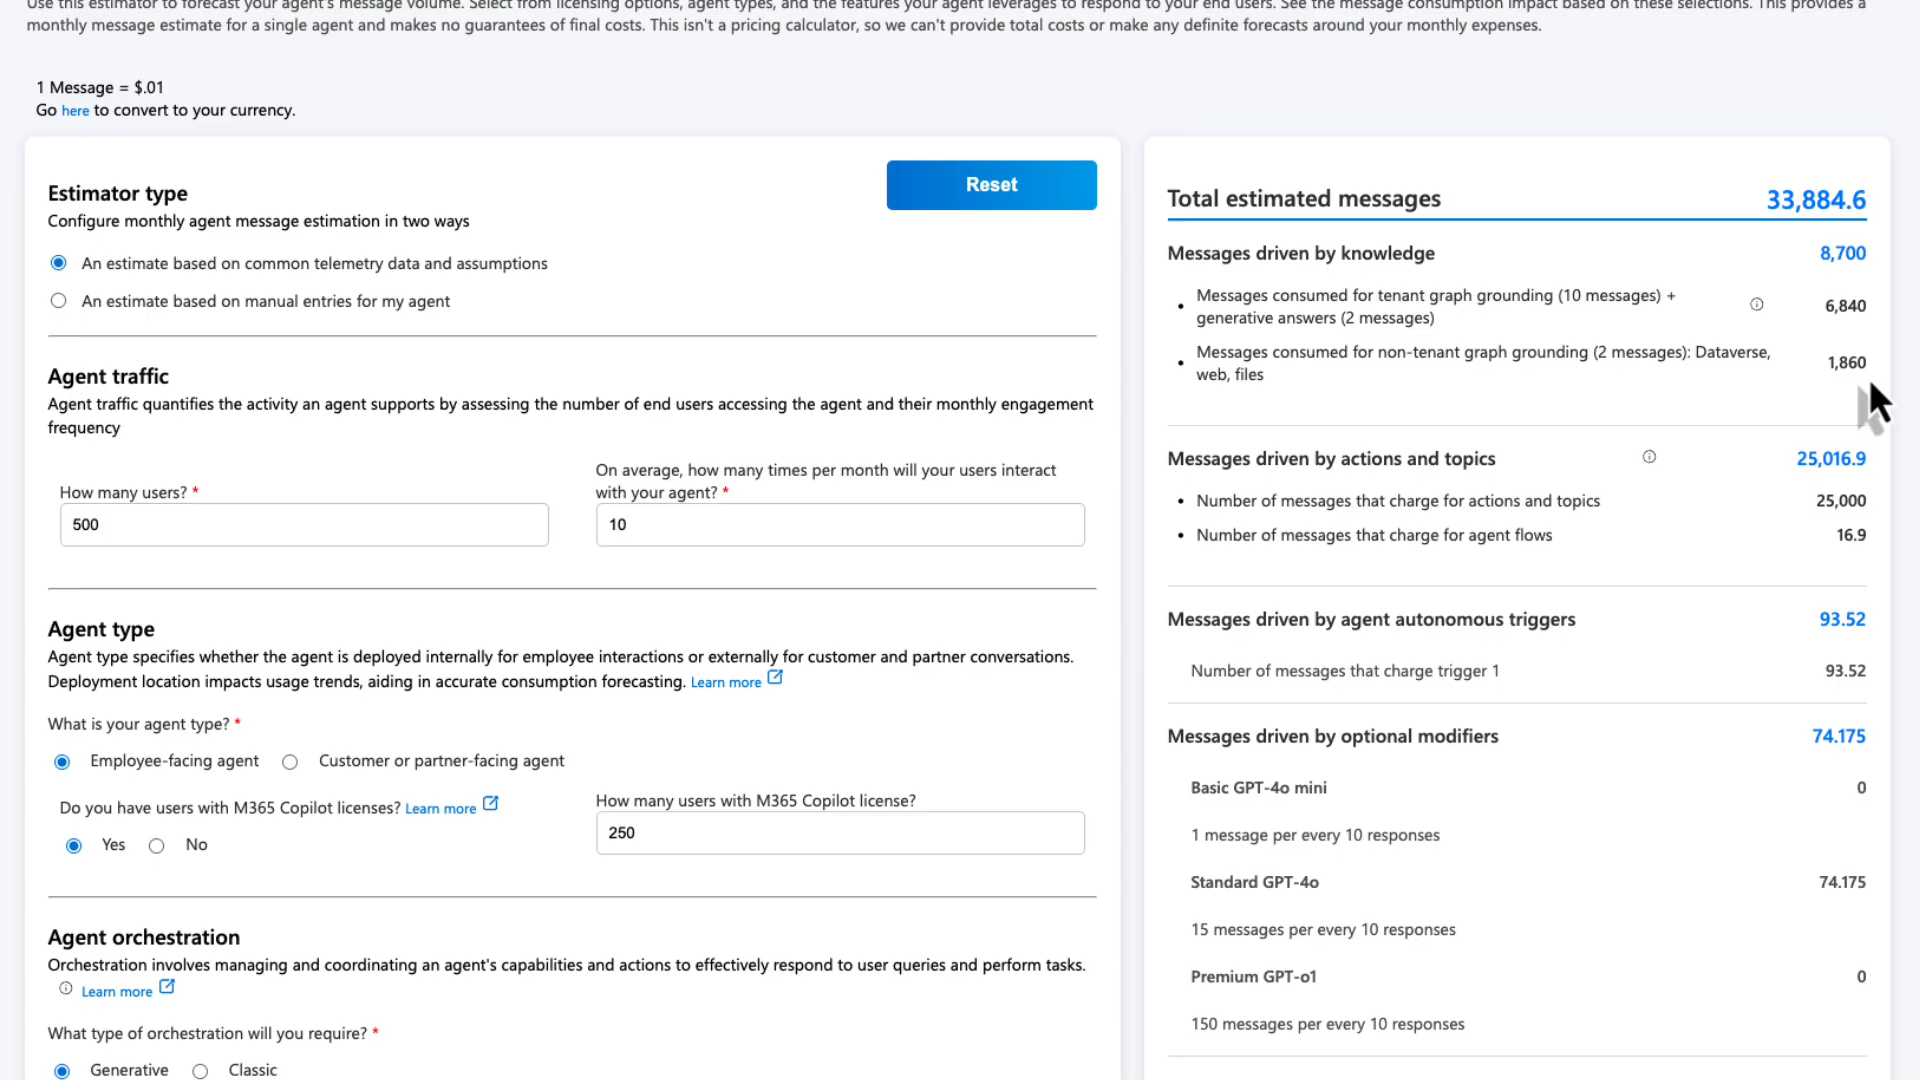 Use this estimator to forecast your agent's message volume. Select from licensing options, agent types, and the features your agent leverages to respond to your end users. See the message consumption impact based on these selections. This provides a
monthly message estimate for a single agent and makes no guarantees of final costs. This isn't a pricing calculator, so we can't provide total costs or make any definite forecasts around your monthly expenses.
1 Message = $.01
Go here to convert to your currency.
Estimator type
Reset
Configure monthly agent message estimation in two ways
An estimate based on common telemetry data and assumptions
An estimate based on manual entries for my agent
Agent traffic
Agent traffic quantifies the activity an agent supports by assessing the number of end users accessing the agent and their monthly engagement
frequency
How many users? *
500
On average, how many times per month will your users interact
with your agent? *
10
Agent type
Agent type specifies whether the agent is deployed internally for employee interactions or externally for customer and partner conversations.
Deployment location impacts usage trends, aiding in accurate consumption forecasting. Learn more
What is your agent type? *
Employee-facing agent
Customer or partner-facing agent
Do you have users with M365 Copilot licenses? Learn more
Yes
No
How many users with M365 Copilot license?
250
Agent orchestration
Orchestration involves managing and coordinating an agent's capabilities and actions to effectively respond to user queries and perform tasks.
Learn more
What type of orchestration will you require? *
Generative
Classic
Total estimated messages 33,884.6
Messages driven by knowledge 8,700
• Messages consumed for tenant graph grounding (10 messages) +
generative answers (2 messages) 6,840
• Messages consumed for non-tenant graph grounding (2 messages): Dataverse,
web, files 1,860
Messages driven by actions and topics 25,016.9
• Number of messages that charge for actions and topics 25,000
• Number of messages that charge for agent flows 16.9
Messages driven by agent autonomous triggers 93.52
Number of messages that charge trigger 1 93.52
Messages driven by optional modifiers 74.175
Basic GPT-4o mini 0
1 message per every 10 responses
Standard GPT-4o 74.175
15 messages per every 10 responses
Premium GPT-o1 0
150 messages per every 10 responses